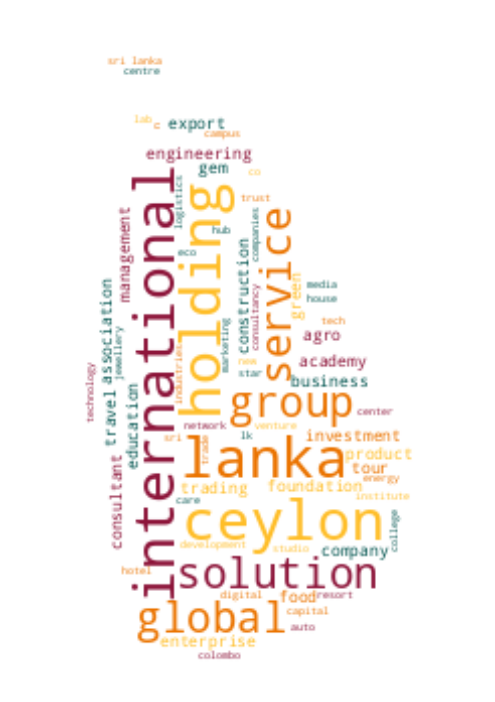 sri lanka
centre
lab
c
export
campus
engineering
gem
co
logistics
international
holding
trust
management
service
companies
hub
construction
eco
consultancy
green
media
house
association
travel
jewellery
marketing
tech
agro
industries
new
academy
star
business
technology
education
group
center
network
venture
sri
trade
lk
investment
lanka
product
tour
consultant
energy
trading
foundation
care
institute
ceylon
college
development
studio
company
hotel
solution
digital
food
resort
global
capital
auto
enterprise
colombo